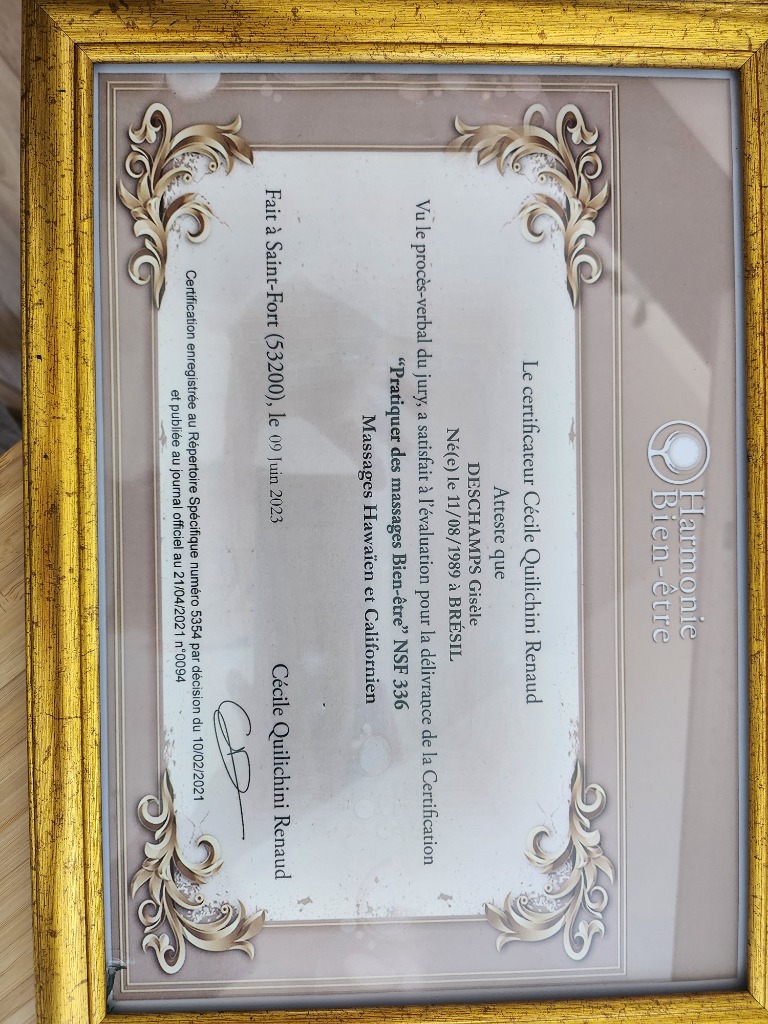 Harmonie
Bien-être
Le certificateur Cécile Quilichini Renaud
Atteste que
DESCHAMPS Gisèle
Né(e) le 11/08/1989 à BRÉSIL
Vu le procès-verbal du jury, a satisfait à l'évaluation pour la délivrance de la Certification
“Pratiquer des massages Bien-être” NSF 336
Massages Hawaïen et Californien
Fait à Saint-Fort (53200), le 09 Juin 2023
Cécile Quilichini Renaud
Certification enregistrée au Répertoire Spécifique numéro 5354 par décision du 10/02/2021
et publiée au journal officiel au 21/04/2021 n°0094